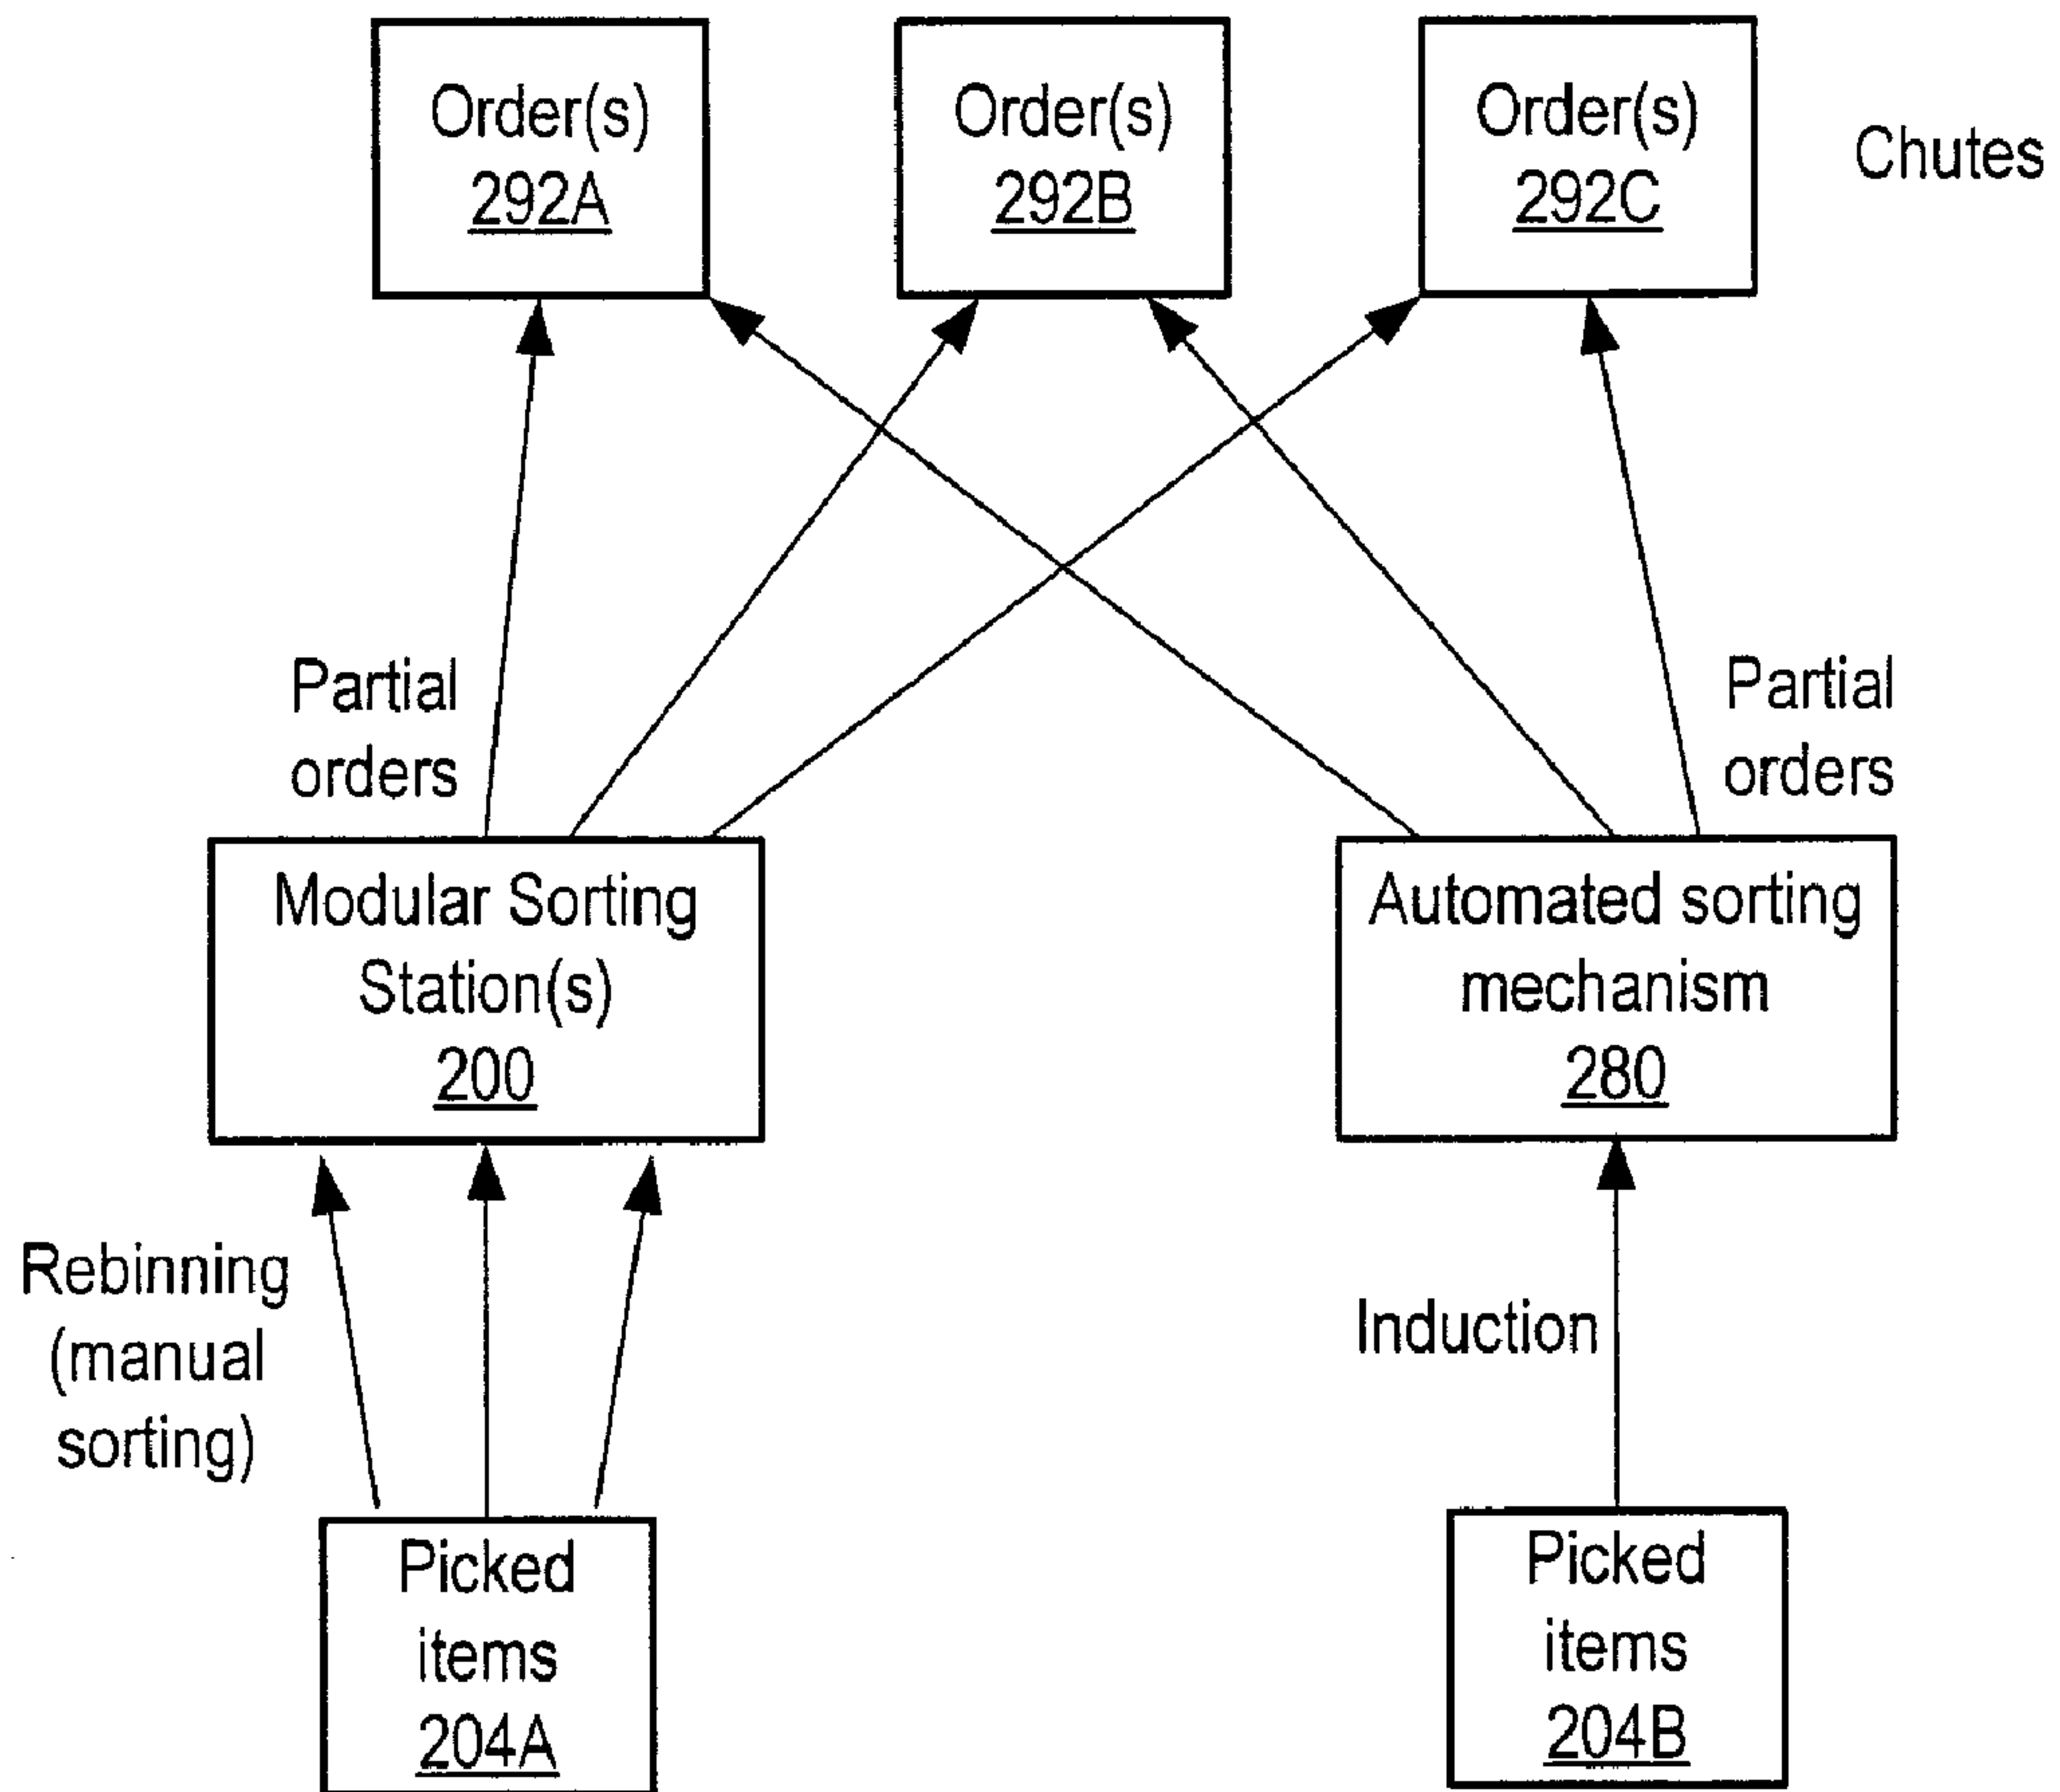 Order(s)
292A
Order(s)
292B
Order(s)
292C
Chutes
Partial
orders
Partial
orders
Modular Sorting
Station(s)
200
Automated sorting
mechanism
280
Rebinning
(manual
sorting)
Induction
Picked
items
204A
Picked
items
204B